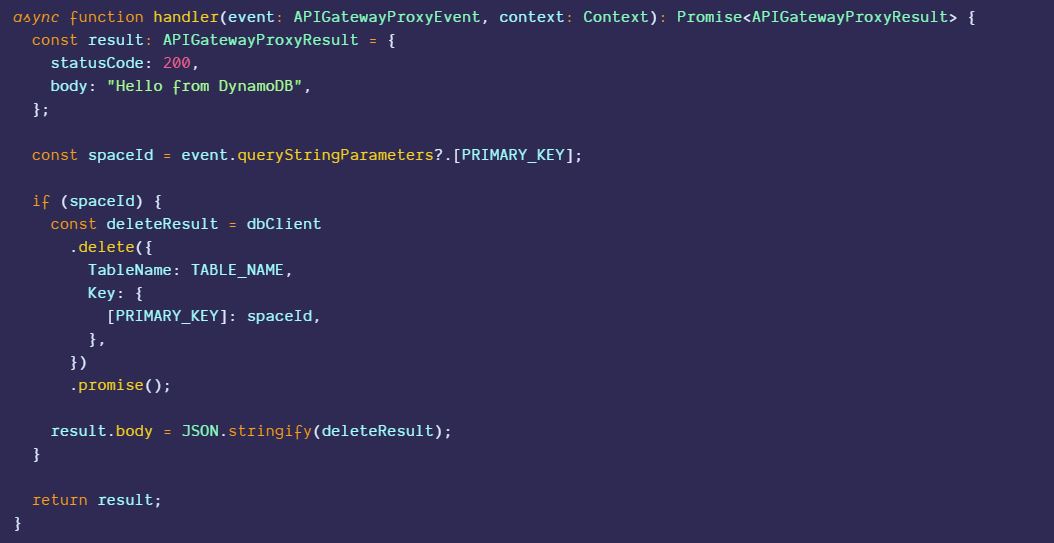 async function handler(event: APIGatewayProxyEvent, context: Context): Promise<APIGatewayProxyResult> {
  const result: APIGatewayProxyResult = {
    statusCode: 200,
    body: "Hello from DynamoDB",
  };

  const spaceId = event.queryStringParameters?.[PRIMARY_KEY];

  if (spaceId) {
    const deleteResult = dbClient
      .delete({
        TableName: TABLE_NAME,
        Key: {
          [PRIMARY_KEY]: spaceId,
        },
      })
      .promise();

    result.body = JSON.stringify(deleteResult);
  }

  return result;
}